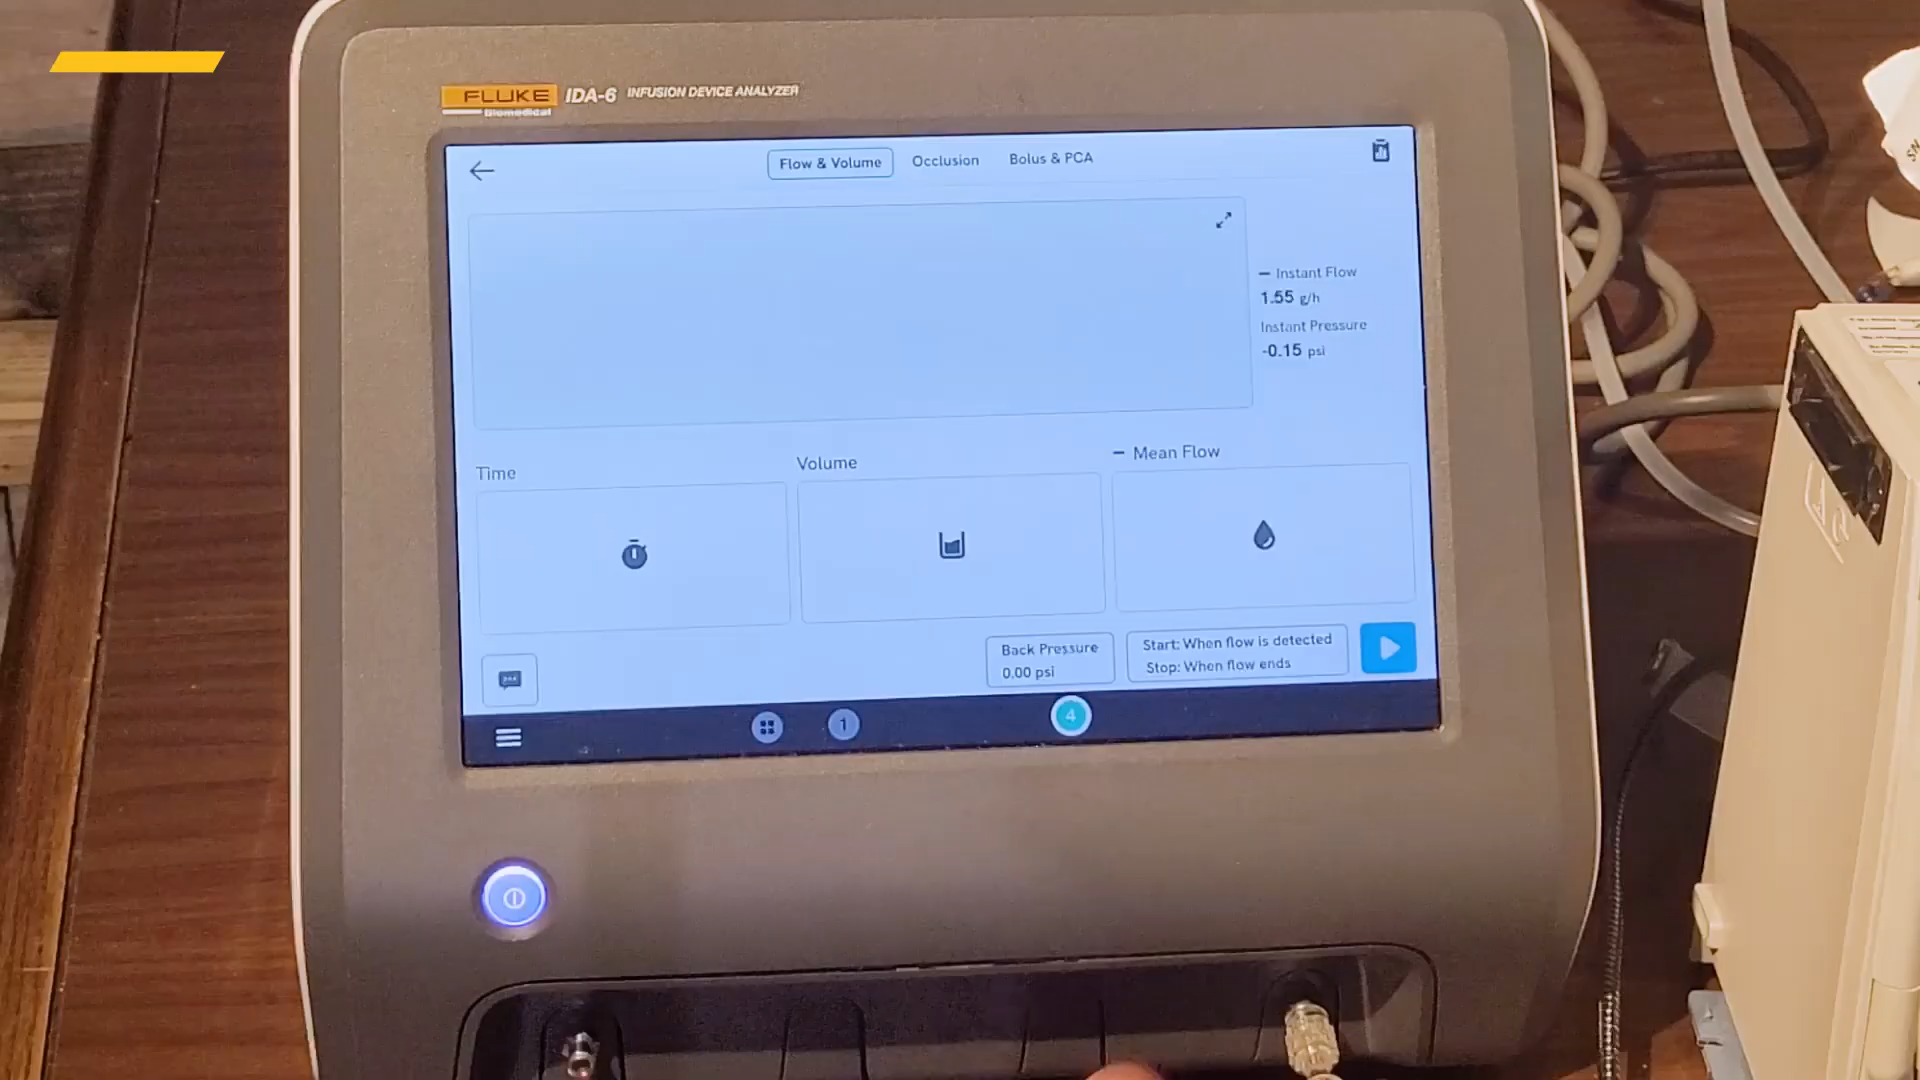 FLUKE
Biomedical
IDA-6 INFUSION DEVICE ANALYZER
Flow & Volume
Occlusion
Bolus & PCA
Instant Flow
1.55 g/h
Instant Pressure
-0.15 psi
Time
Volume
Mean Flow
Back Pressure
0.00 psi
Start: When flow is detected
Stop: When flow ends
1
4